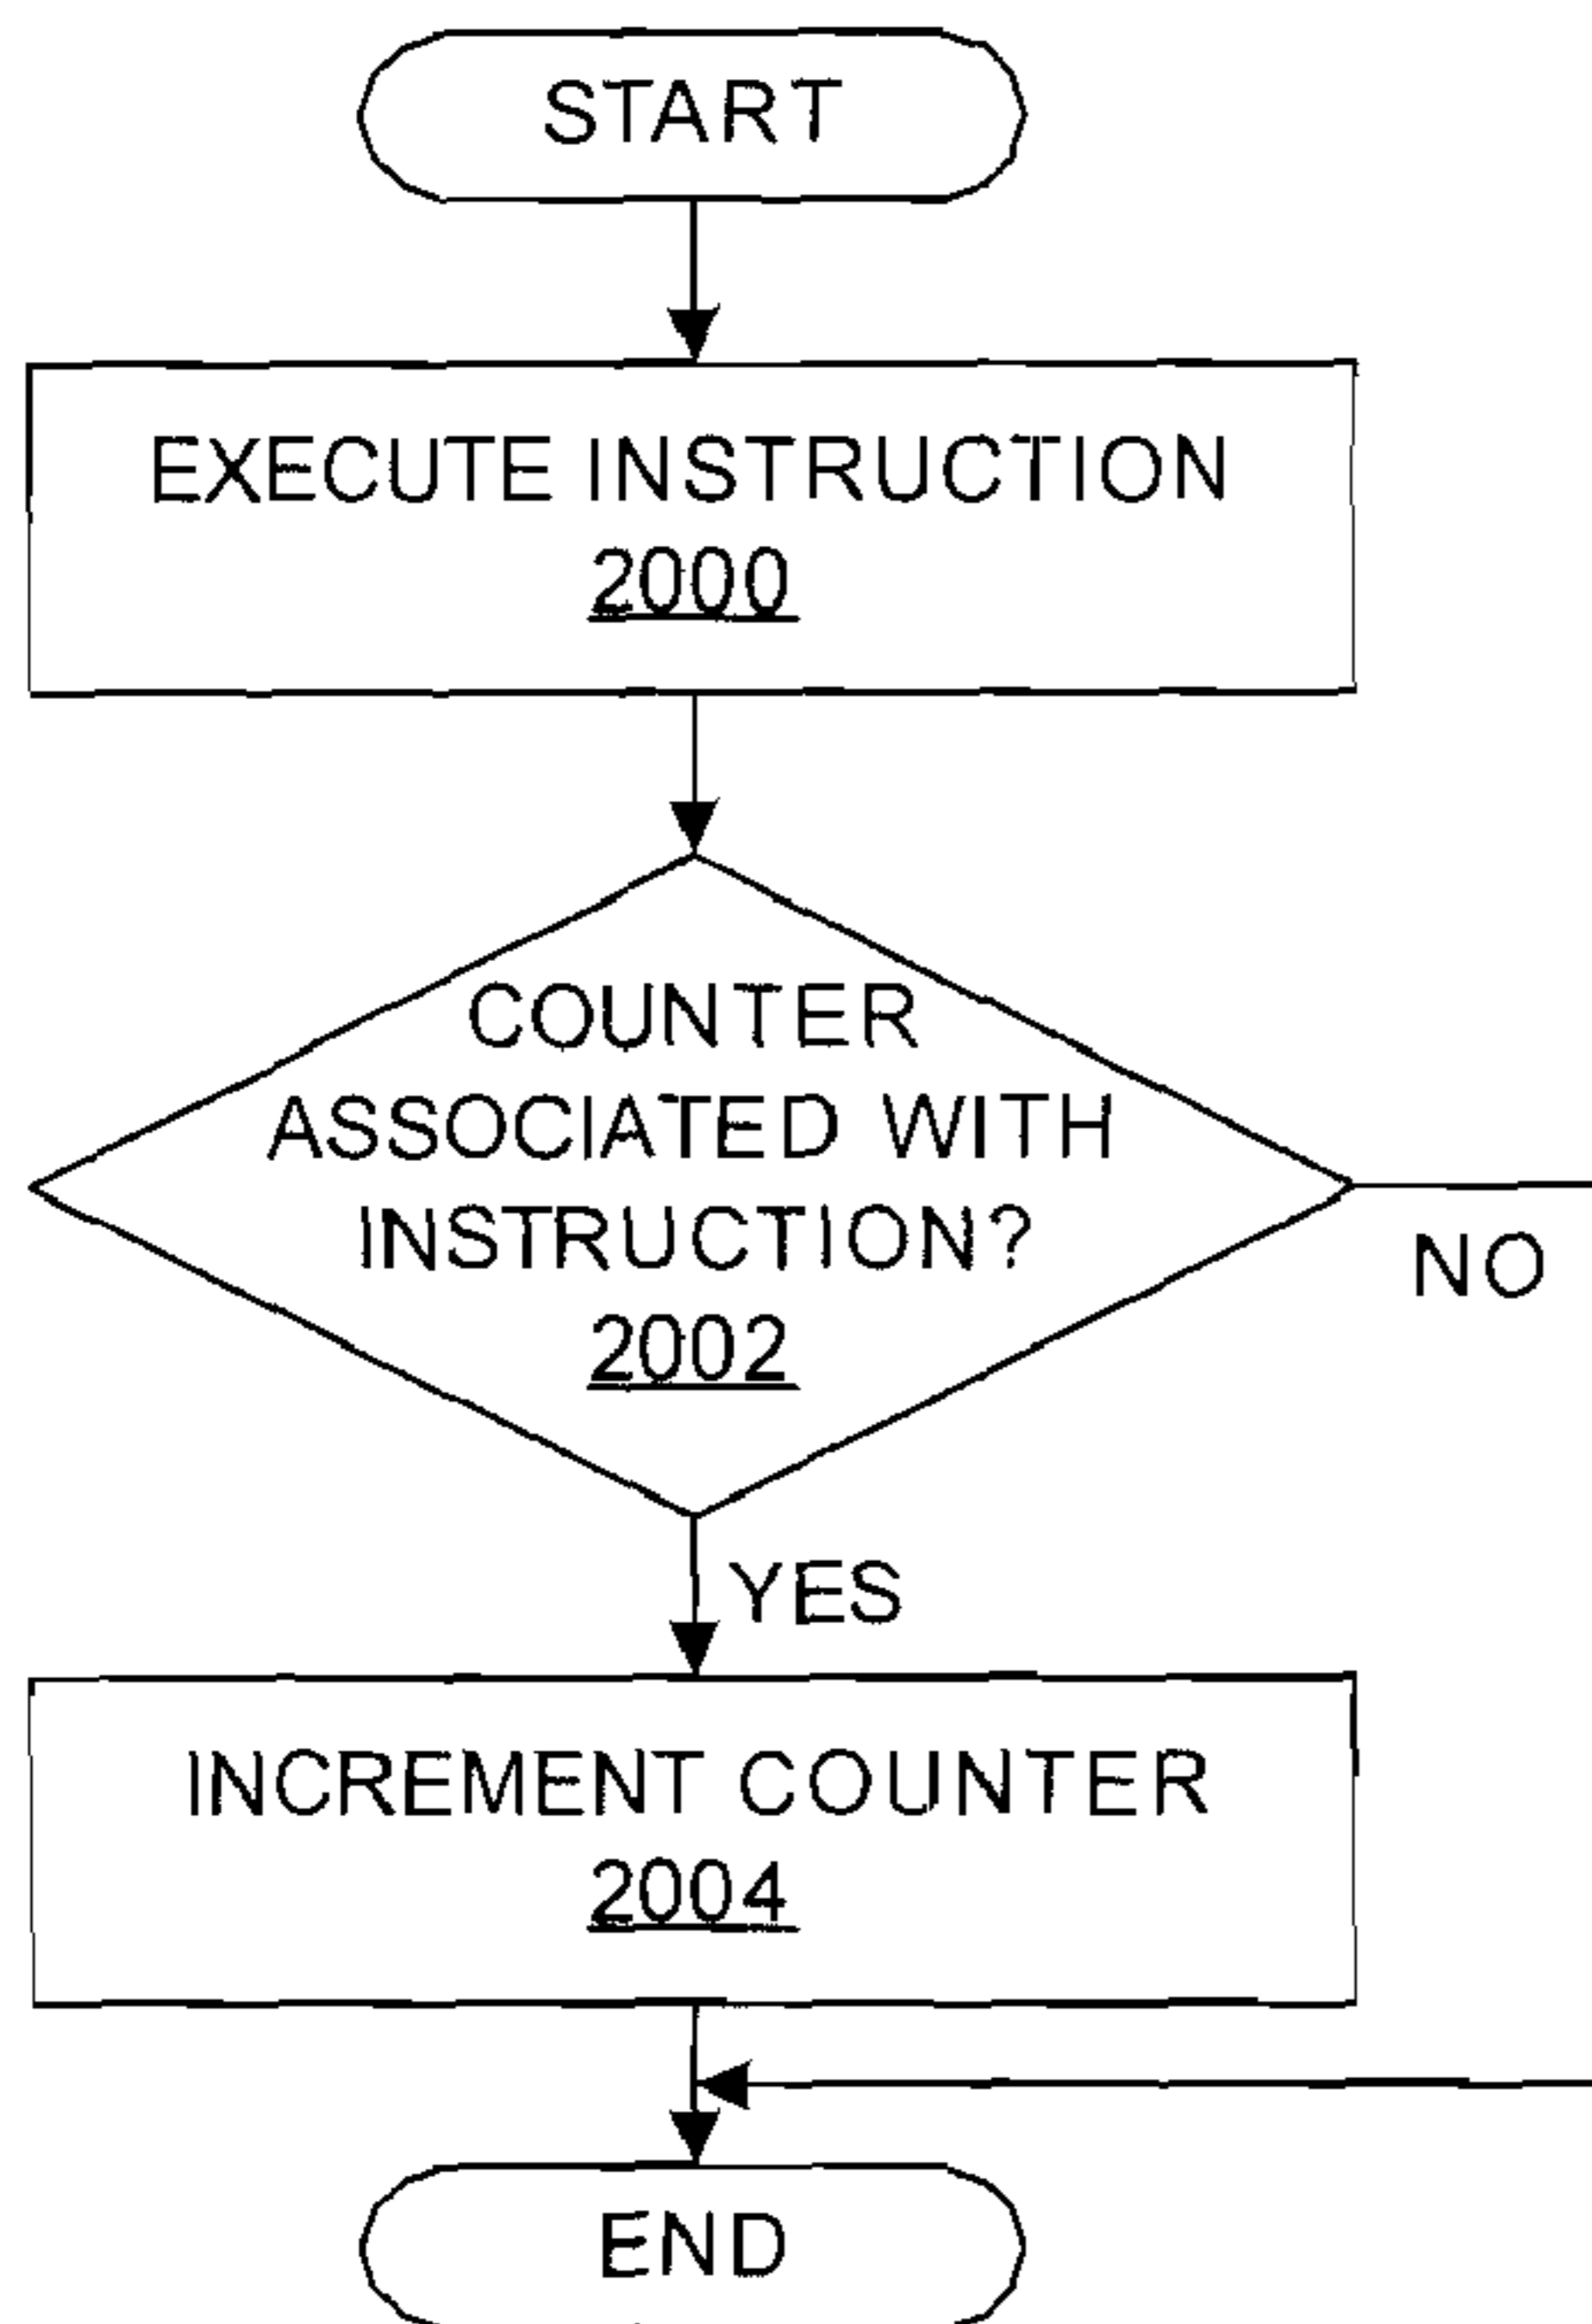 START
EXECUTE INSTRUCTION
2000
COUNTER
ASSOCIATED WITH
INSTRUCTION?
2002
NO
YES
INCREMENT COUNTER
2004
END